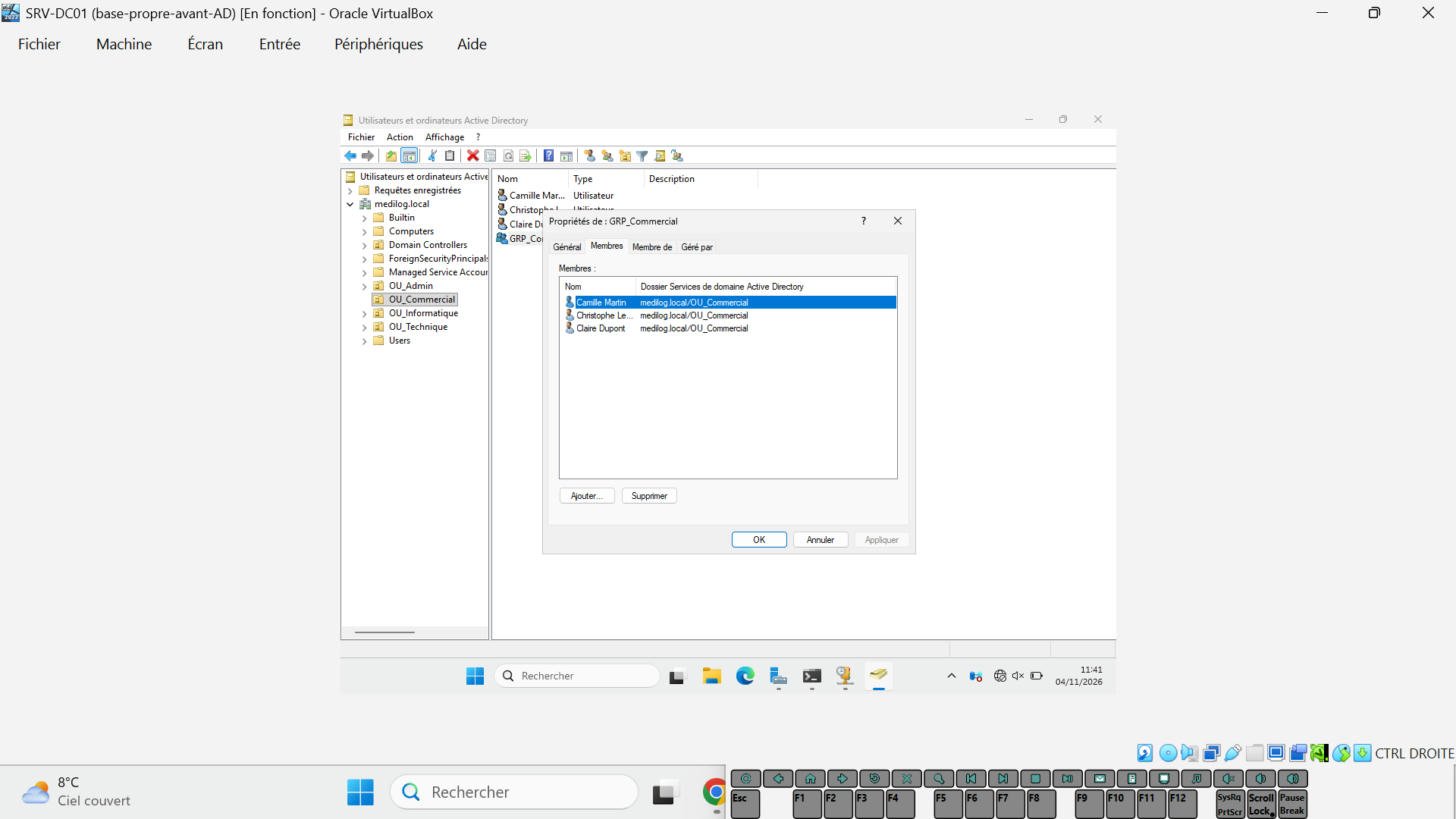 SRV-DC01 (base-propre-avant-AD) [En fonction] - Oracle VirtualBox
Fichier Machine Écran Entrée Périphériques Aide
Utilisateurs et ordinateurs Active Directory
Fichier Action Affichage ?
Utilisateurs et ordinateurs Active
Requêtes enregistrées
medilog.local
Builtin
Computers
Domain Controllers
ForeignSecurityPrincipals
Managed Service Accour
OU_Admin
OU_Commercial
OU_Informatique
OU_Technique
Users
Nom Type Description
Camille Mar... Utilisateur
Christophe L Utilisateur
Claire Du
GRP_Co
Propriétés de : GRP_Commercial ?
Général Membres Membre de Géré par
Membres :
Nom Dossier Services de domaine Active Directory
Camille Martin medilog.local/OU_Commercial
Christophe Le... medilog.local/OU_Commercial
Claire Dupont medilog.local/OU_Commercial
Ajouter... Supprimer
OK Annuler Appliquer
Rechercher
11:41
04/11/2026
CTRL DROITE
8°C
Ciel couvert
Rechercher
Esc F1 F2 F3 F4 F5 F6 F7 F8 F9 F10 F11 F12 SysRq PrtScr Scroll Lock Pause Break